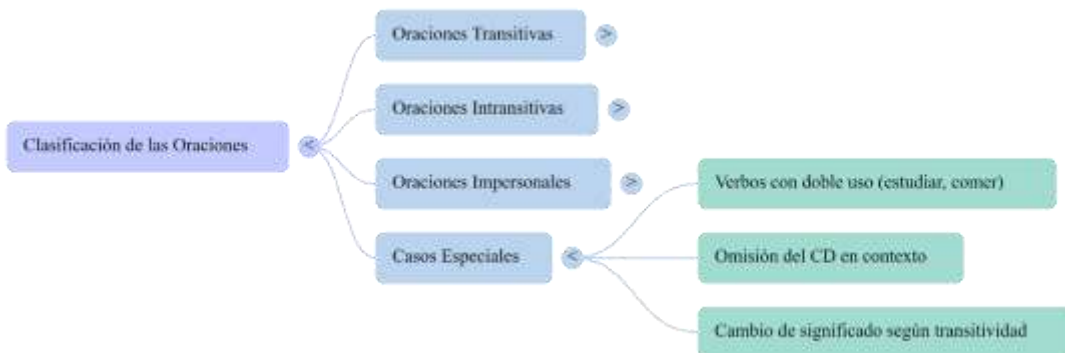 Clasificación de las Oraciones
<
Oraciones Transitivas
>
Oraciones Intransitivas
>
Oraciones Impersonales
>
Casos Especiales
<
Verbos con doble uso (estudiar, comer)
Omisión del CD en contexto
Cambio de significado según transitividad